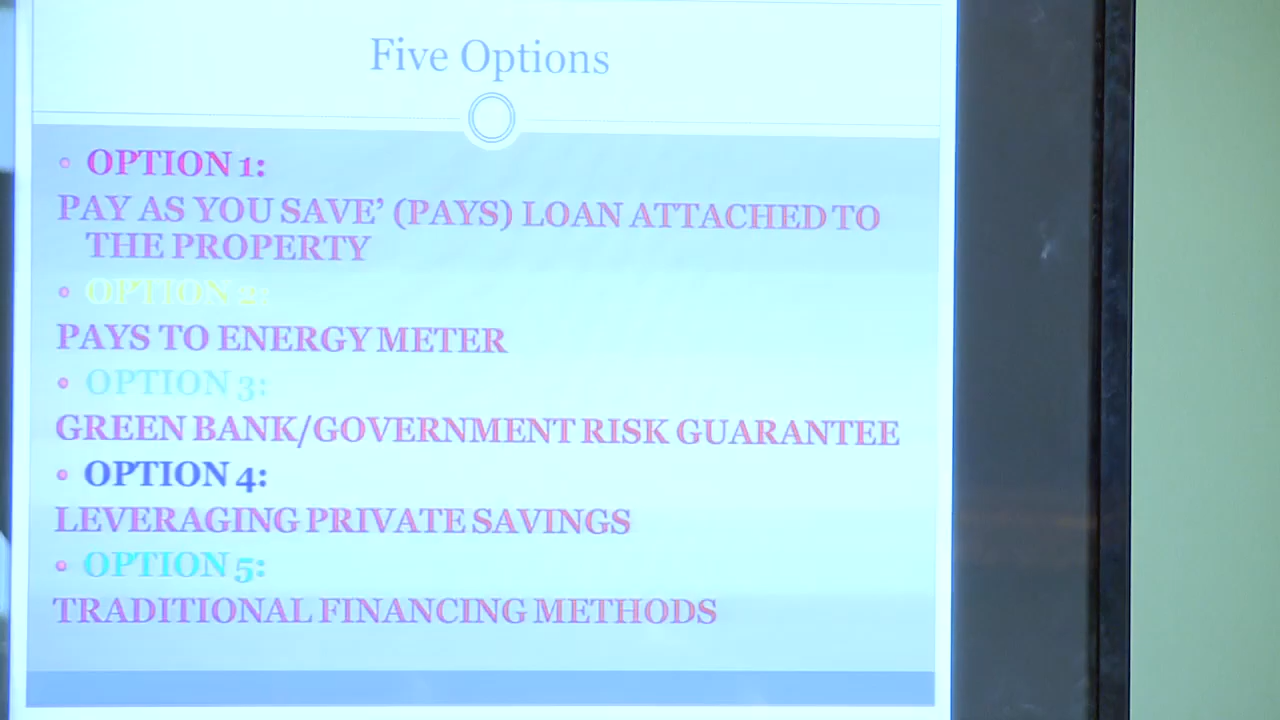 Five Options
• OPTION 1:
PAY AS YOU SAVE’ (PAYS) LOAN ATTACHED TO
THE PROPERTY
• OPTION 2:
PAYS TO ENERGY METER
• OPTION 3:
GREEN BANK/GOVERNMENT RISK GUARANTEE
• OPTION 4:
LEVERAGING PRIVATE SAVINGS
• OPTION 5:
TRADITIONAL FINANCING METHODS